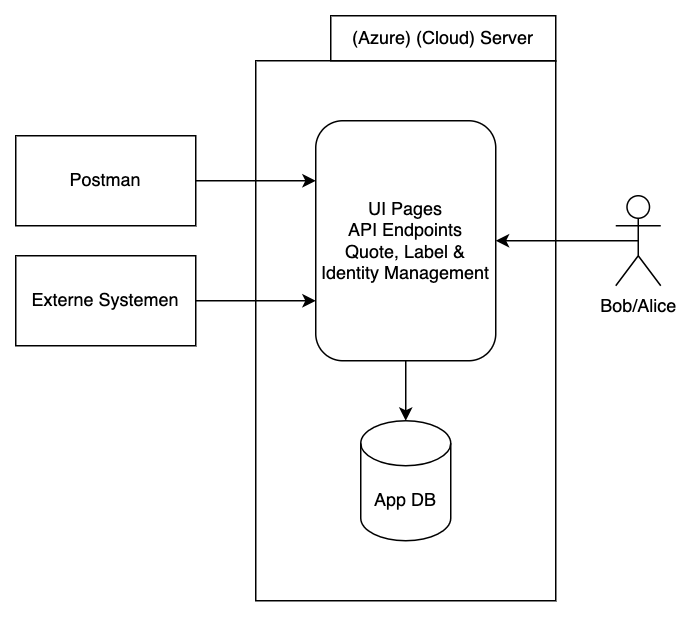 (Azure) (Cloud) Server
Postman
UI Pages
API Endpoints
Quote, Label &
Identity Management
Externe Systemen
Bob/Alice
App DB